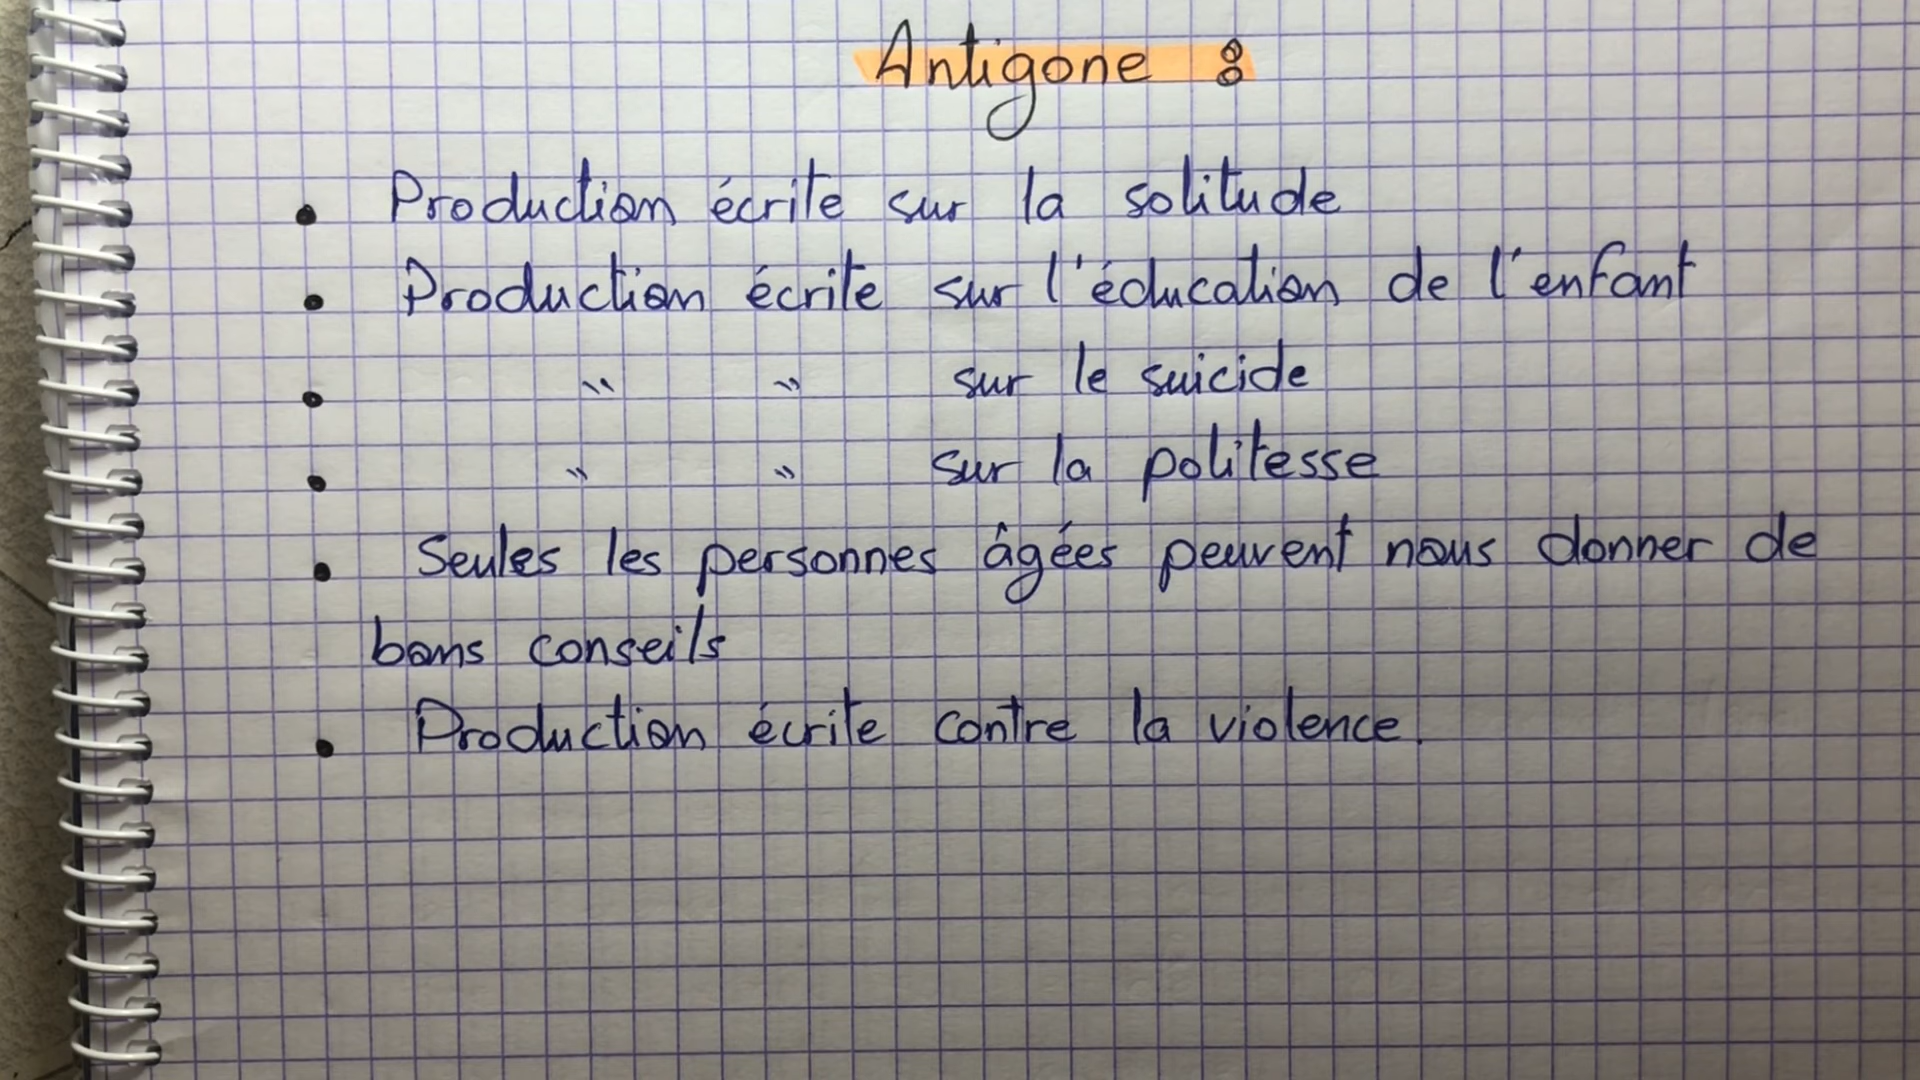 Antigone :
• Production écrite sur la solitude
• Production écrite sur l'éducation de l'enfant
• " " sur le suicide
• " " sur la politesse
• Seules les personnes âgées peuvent nous donner de
bons conseils
• Production écrite contre la violence.